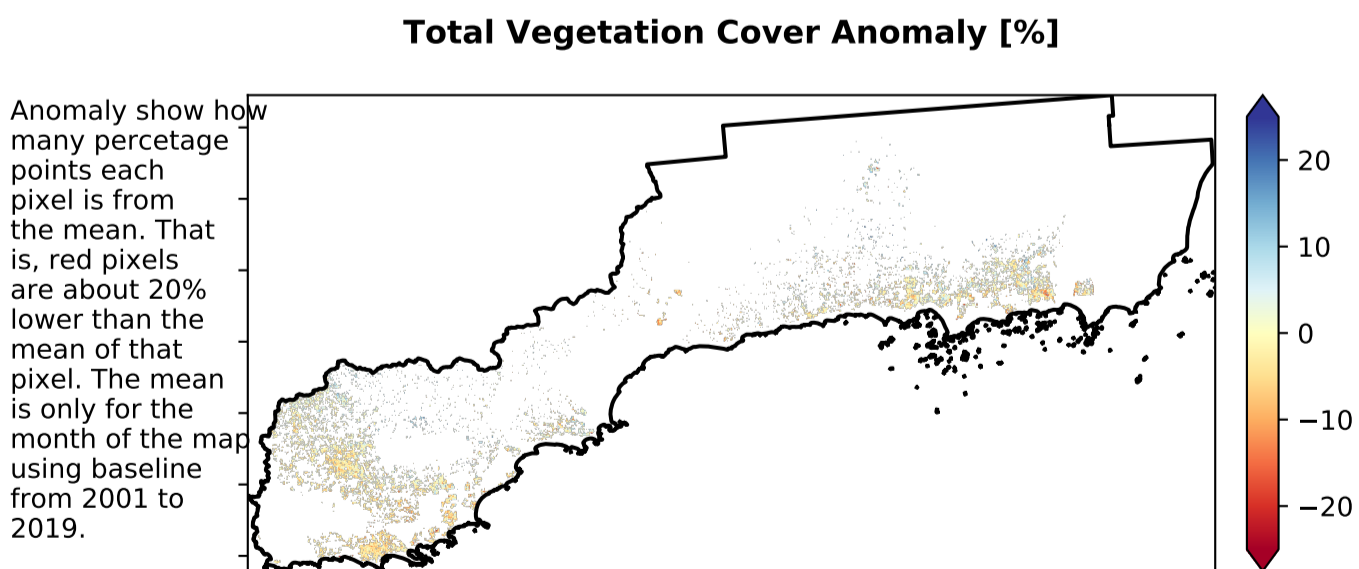 Total Vegetation Cover Anomaly [%]
Anomaly show how
many percetage
points each
pixel is from
the mean. That
is, red pixels
are about 20%
lower than the
mean of that
pixel. The mean
is only for the
month of the map
using baseline
from 2001 to
2019.
20
10
0
−10
−20